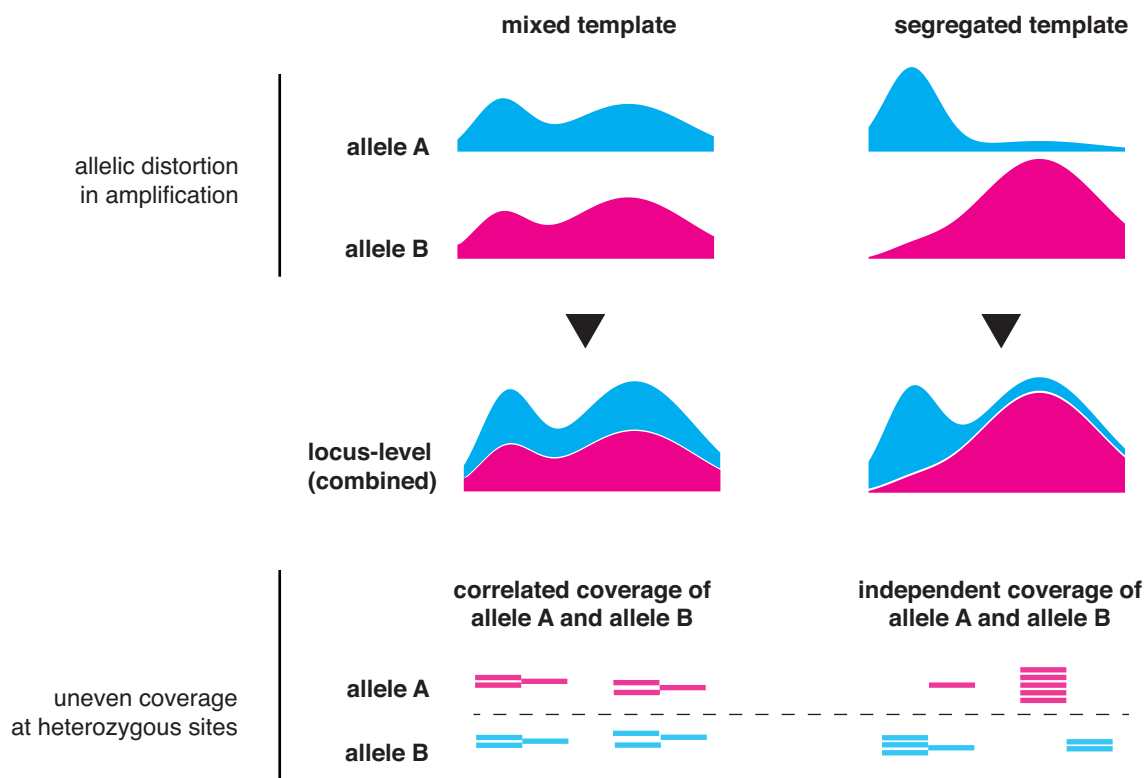 mixed template
segregated template
allelic distortion
in amplification
allele A
allele B
locus-level
(combined)
correlated coverage of
allele A and allele B
independent coverage of
allele A and allele B
uneven coverage
at heterozygous sites
allele A
allele B